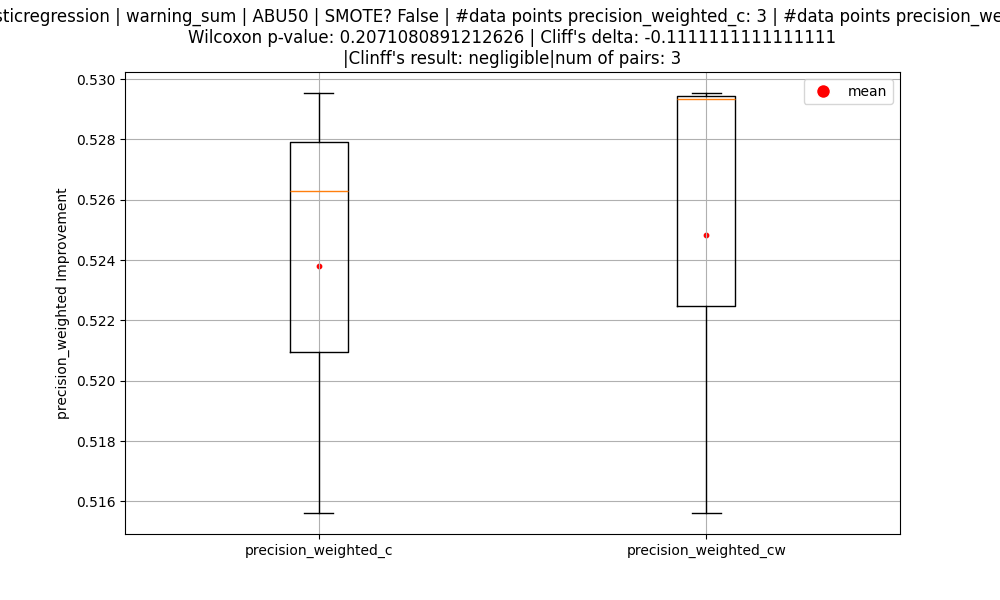 sticregression | warning_sum | ABU50 | SMOTE? False | #data points precision_weighted_c: 3 | #data points precision_we
Wilcoxon p-value: 0.2071080891212626 | Cliff's delta: -0.1111111111111111
|Clinff's result: negligible|num of pairs: 3
mean
0.530
0.528
0.526
0.524
0.522
0.520
0.518
0.516
precision_weighted Improvement
precision_weighted_c
precision_weighted_cw